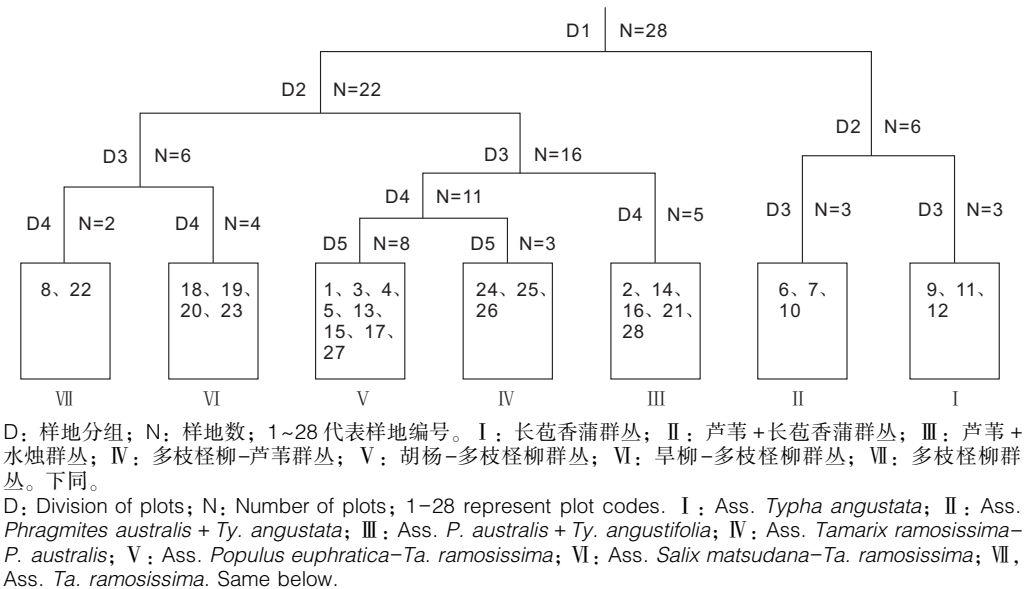 D1 N=28
D2 N=22
D2 N=6
D3 N=6
D3 N=16
D4 N=11
D4 N=2
D4 N=4
D4 N=5
D3 N=3
D3 N=3
D5 N=8
D5 N=3
8、22
18、19、
20、23
1、3、4、
5、13、
15、17、
27
24、25、
26
2、14、
16、21、
28
6、7、
10
9、11、
12
Ⅶ Ⅵ Ⅴ Ⅳ Ⅲ Ⅱ Ⅰ
D：样地分组；N：样地数；1~28代表样地编号。Ⅰ：长苞香蒲群丛；Ⅱ：芦苇+长苞香蒲群丛；Ⅲ：芦苇+
水烛群丛；Ⅳ：多枝柽柳-芦苇群丛；Ⅴ：胡杨-多枝柽柳群丛；Ⅵ：旱柳-多枝柽柳群丛；Ⅶ：多枝柽柳群
丛。下同。
D: Division of plots; N: Number of plots; 1-28 represent plot codes. Ⅰ: Ass. Typha angustata; Ⅱ: Ass.
Phragmites australis + Ty. angustata; Ⅲ: Ass. P. australis + Ty. angustifolia; Ⅳ: Ass. Tamarix ramosissima-
P. australis; Ⅴ: Ass. Populus euphratica-Ta. ramosissima; Ⅵ: Ass. Salix matsudana-Ta. ramosissima; Ⅶ,
Ass. Ta. ramosissima. Same below.